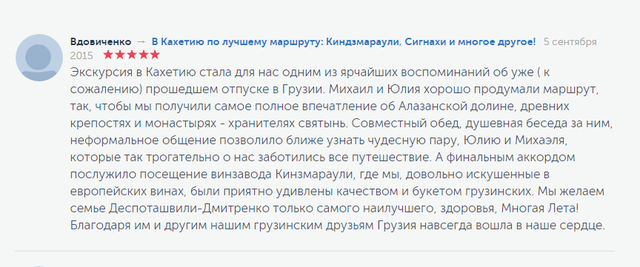 Вдовиченко → В Кахетию по лучшему маршруту: Киндзмараули, Сигнахи и многое другое! 5 сентября
2015 ★★★★★
Экскурсия в Кахетию стала для нас одним из ярчайших воспоминаний об уже ( к
сожалению) прошедшем отпуске в Грузии. Михаил и Юлия хорошо продумали маршрут,
так, чтобы мы получили самое полное впечатление об Алазанской долине, древних
крепостях и монастырях - хранителях святынь. Совместный обед, душевная беседа за ним,
неформальное общение позволило ближе узнать чудесную пару, Юлию и Михаэля,
которые так трогательно о нас заботились все путешествие. А финальным аккордом
послужило посещение винзавода Кинзмараули, где мы, довольно искушенные в
европейских винах, были приятно удивлены качеством и букетом грузинских. Мы желаем
семье Деспоташвили-Дмитренко только самого наилучшего, здоровья, Многая Лета!
Благодаря им и другим нашим грузинским друзьям Грузия навсегда вошла в наше сердце.